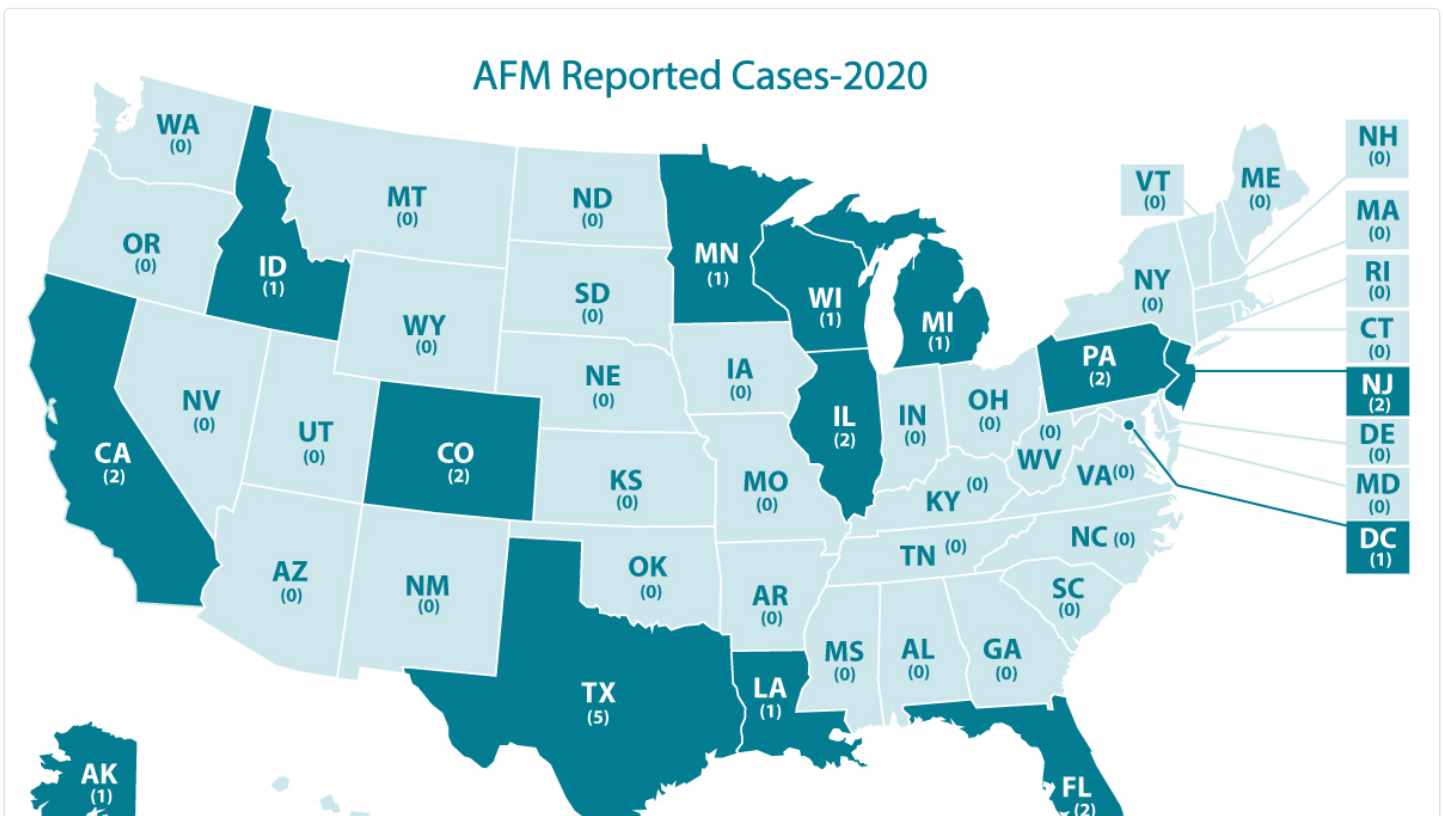 AFM Reported Cases-2020
WA
(0)
OR
(0)
ID
(1)
MT
(0)
ND
(0)
MN
(1)
SD
(0)
WY
(0)
WI
(1)
MI
(1)
NY
(0)
VT
(0)
ME
(0)
NH
(0)
MA
(0)
RI
(0)
CT
(0)
NJ
(2)
DE
(0)
MD
(0)
DC
(1)
PA
(2)
CA
(2)
NV
(0)
UT
(0)
CO
(2)
NE
(0)
IA
(0)
IL
(2)
IN
(0)
OH
(0)
(0)
WV
VA(0)
KS
(0)
MO
(0)
KY (0)
AZ
(0)
NM
(0)
OK
(0)
AR
(0)
TN (0)
NC (0)
SC
(0)
MS
(0)
AL
(0)
GA
(0)
TX
(5)
LA
(1)
AK
(1)
FL
(2)